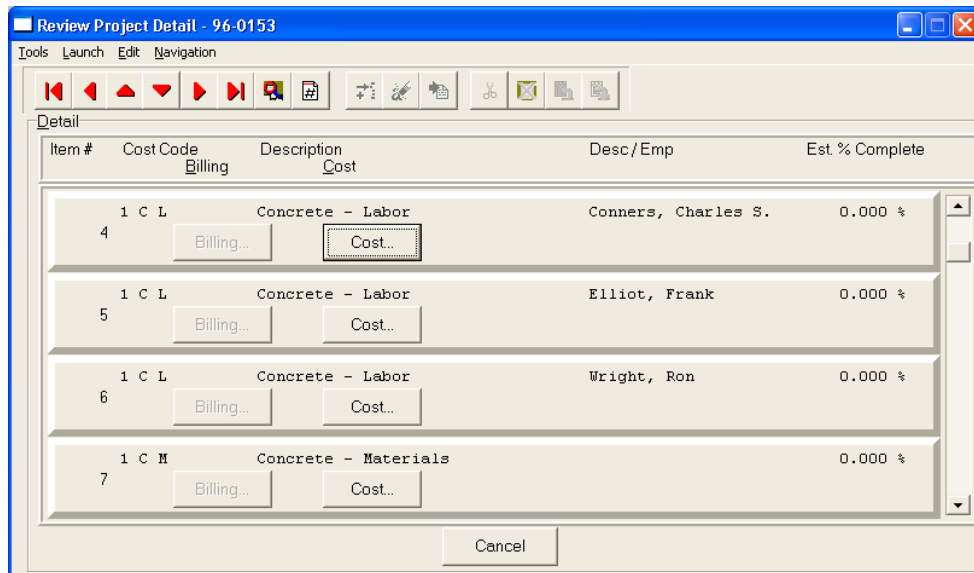 Review Project Detail - 96-0153
Tools Launch Edit Navigation
Detail
Item # Cost Code Description Desc / Emp Est. % Complete
Billing Cost
1 C L Concrete - Labor Conners, Charles S. 0.000 %
4 Billing... Cost...
1 C L Concrete - Labor Elliot, Frank 0.000 %
5 Billing... Cost...
1 C L Concrete - Labor Wright, Ron 0.000 %
6 Billing... Cost...
1 C M Concrete - Materials 0.000 %
7 Billing... Cost...
Cancel